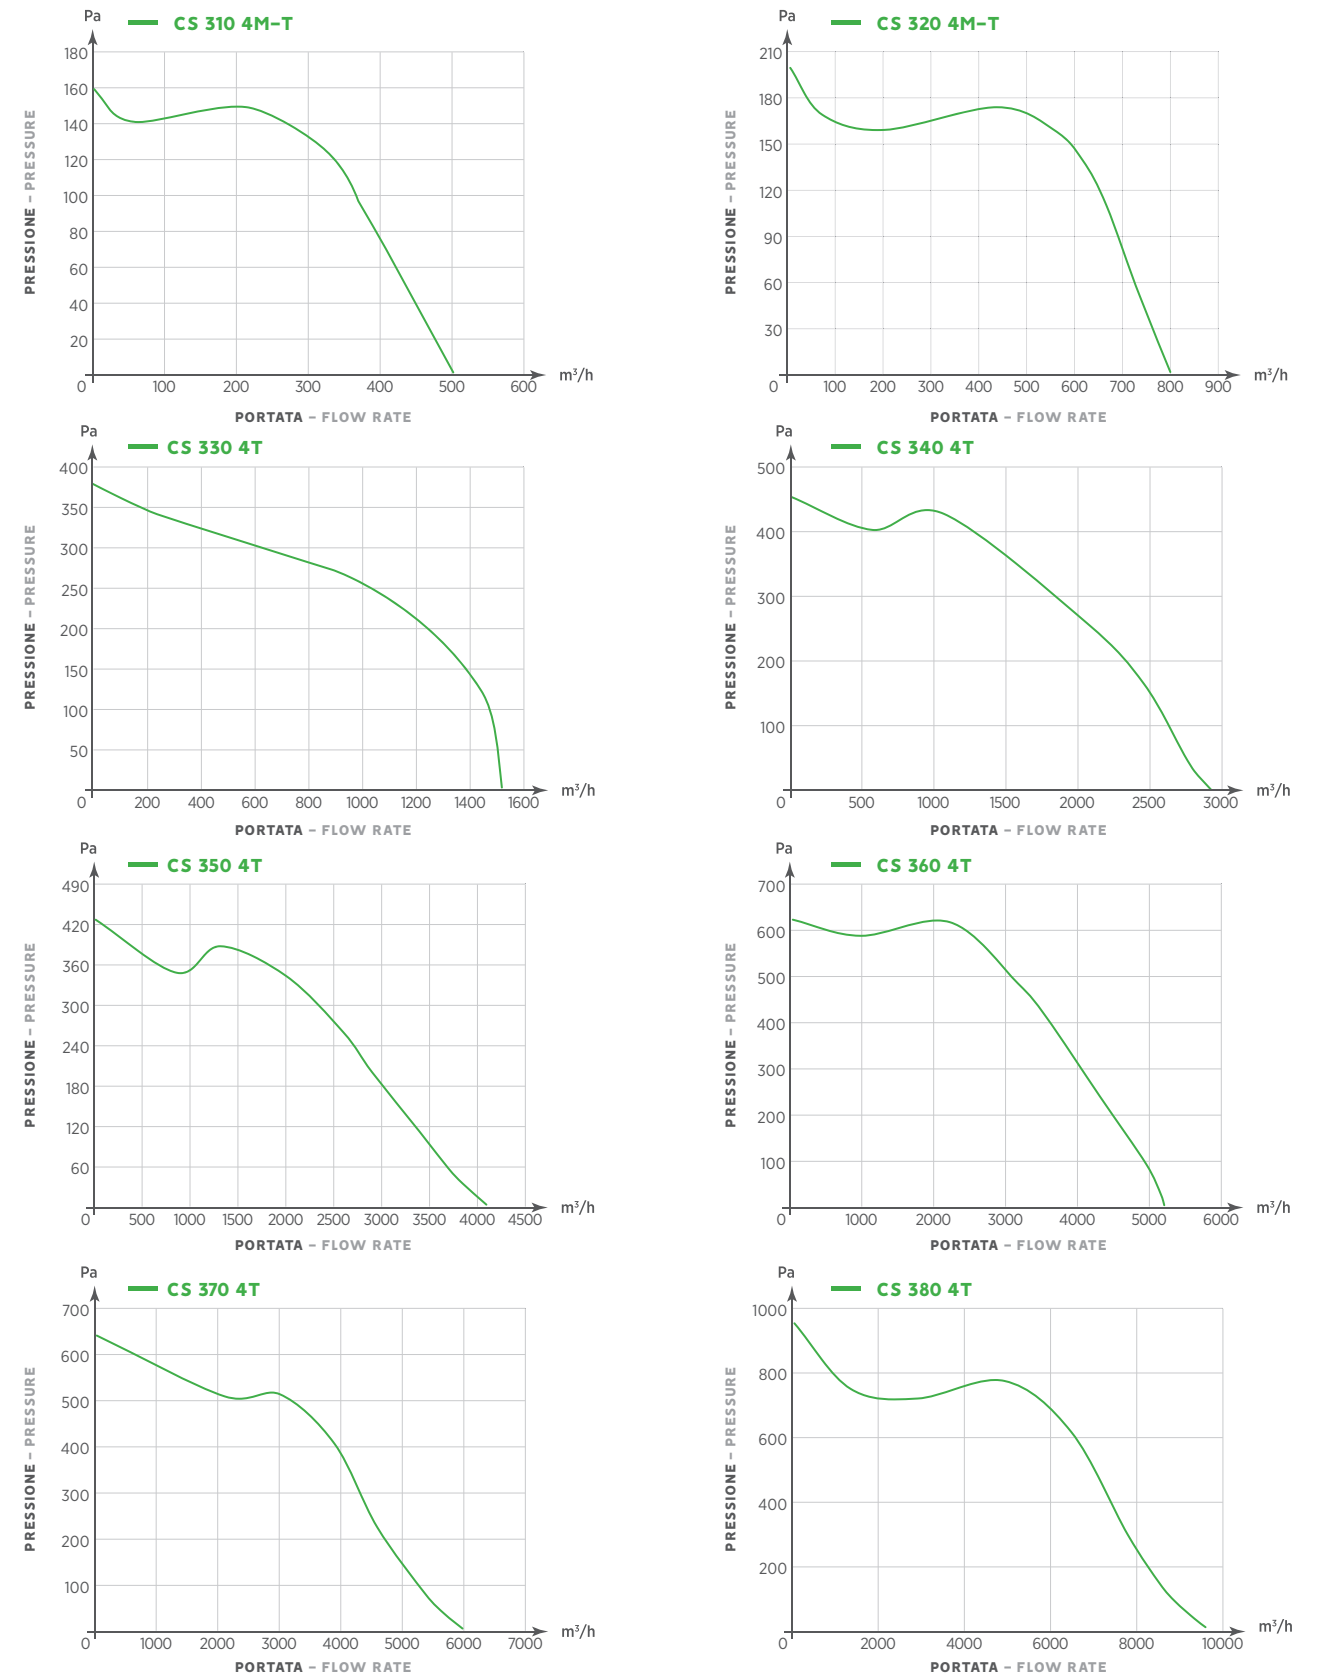 Pa
CS 310 4M–T
180
160
140
120
100
80
60
40
20
0 100 200 300 400 500 600 m³/h
PRESSIONE – PRESSURE
PORTATA – FLOW RATE
Pa
CS 320 4M–T
210
180
150
120
90
60
30
0 100 200 300 400 500 600 700 800 900 m³/h
PRESSIONE – PRESSURE
PORTATA – FLOW RATE
Pa
CS 330 4T
400
350
300
250
200
150
100
50
0 200 400 600 800 1000 1200 1400 1600 m³/h
PRESSIONE – PRESSURE
PORTATA – FLOW RATE
Pa
CS 340 4T
500
400
300
200
100
0 500 1000 1500 2000 2500 3000 m³/h
PRESSIONE – PRESSURE
PORTATA – FLOW RATE
Pa
CS 350 4T
490
420
360
300
240
180
120
60
0 500 1000 1500 2000 2500 3000 3500 4000 4500 m³/h
PRESSIONE – PRESSURE
PORTATA – FLOW RATE
Pa
CS 360 4T
700
600
500
400
300
200
100
0 1000 2000 3000 4000 5000 6000 m³/h
PRESSIONE – PRESSURE
PORTATA – FLOW RATE
Pa
CS 370 4T
700
600
500
400
300
200
100
0 1000 2000 3000 4000 5000 6000 7000 m³/h
PRESSIONE – PRESSURE
PORTATA – FLOW RATE
Pa
CS 380 4T
1000
800
600
400
200
0 2000 4000 6000 8000 10000 m³/h
PRESSIONE – PRESSURE
PORTATA – FLOW RATE